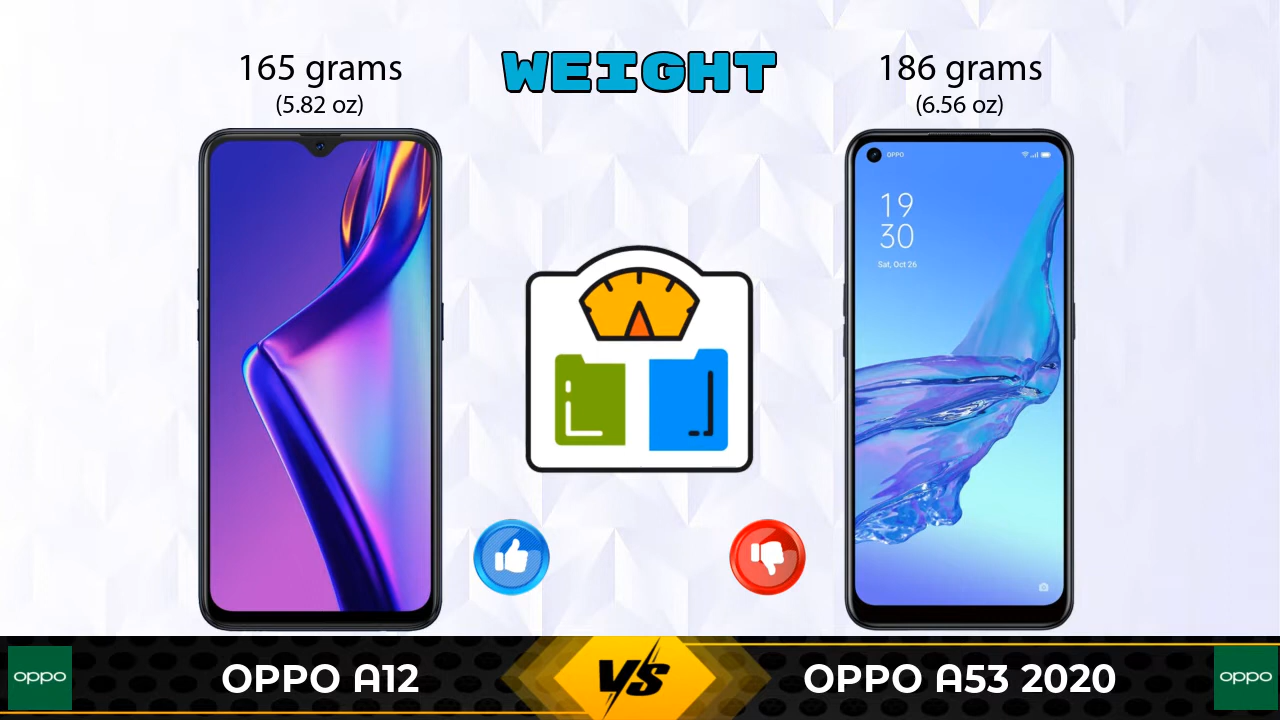 WEIGHT
165 grams
(5.82 oz)
186 grams
(6.56 oz)
OPPO
19
30
Sat, Oct 26
oppo
OPPO A12
VS
OPPO A53 2020
oppo